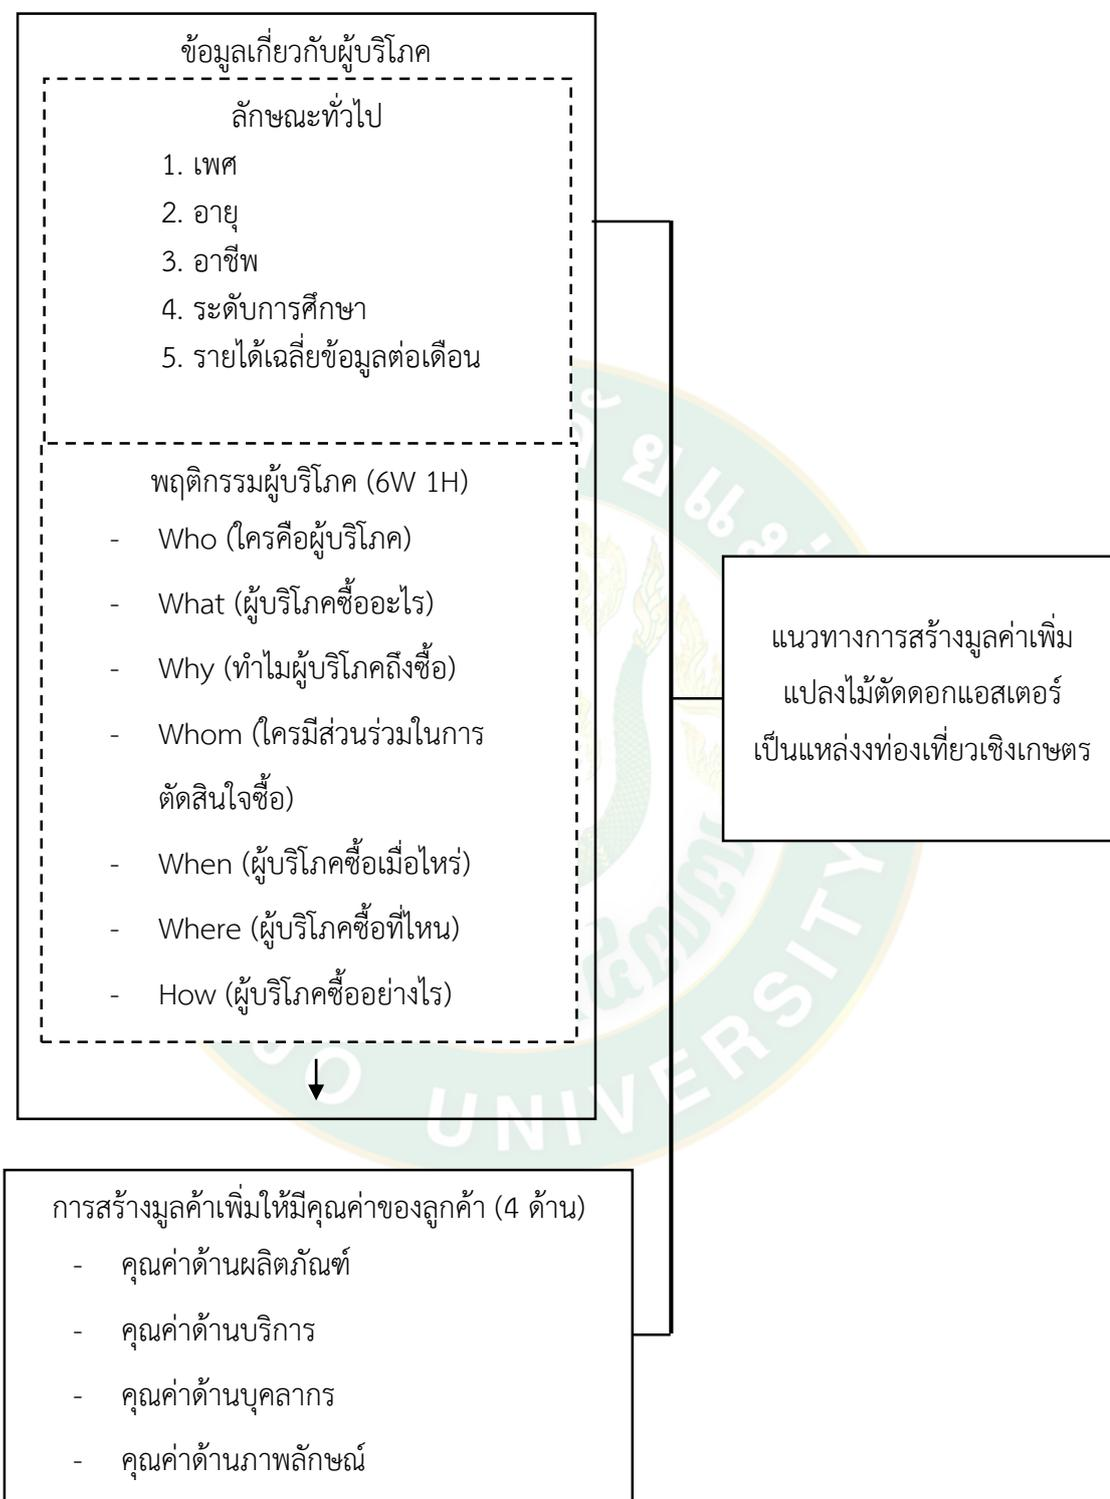 ข้อมูลเกี่ยวกับผู้บริโภค
ลักษณะทั่วไป
1. เพศ
2. อายุ
3. อาชีพ
4. ระดับการศึกษา
5. รายได้เฉลี่ยข้อมูลต่อเดือน
พฤติกรรมผู้บริโภค (6W 1H)
- Who (ใครคือผู้บริโภค)
- What (ผู้บริโภคซื้ออะไร)
- Why (ทำไมผู้บริโภคถึงซื้อ)
- Whom (ใครมีส่วนร่วมในการ
ตัดสินใจซื้อ)
- When (ผู้บริโภคซื้อเมื่อไหร่)
- Where (ผู้บริโภคซื้อที่ไหน)
- How (ผู้บริโภคซื้ออย่างไร)
แนวทางการสร้างมูลค่าเพิ่ม
แปลงไม้ตัดดอกแอสเตอร์
เป็นแหล่งงท่องเที่ยวเชิงเกษตร
การสร้างมูลค้าเพิ่มให้มีคุณค่าของลูกค้า (4 ด้าน)
- คุณค่าด้านผลิตภัณฑ์
- คุณค่าด้านบริการ
- คุณค่าด้านบุคลากร
- คุณค่าด้านภาพลักษณ์
UNIVERSITY